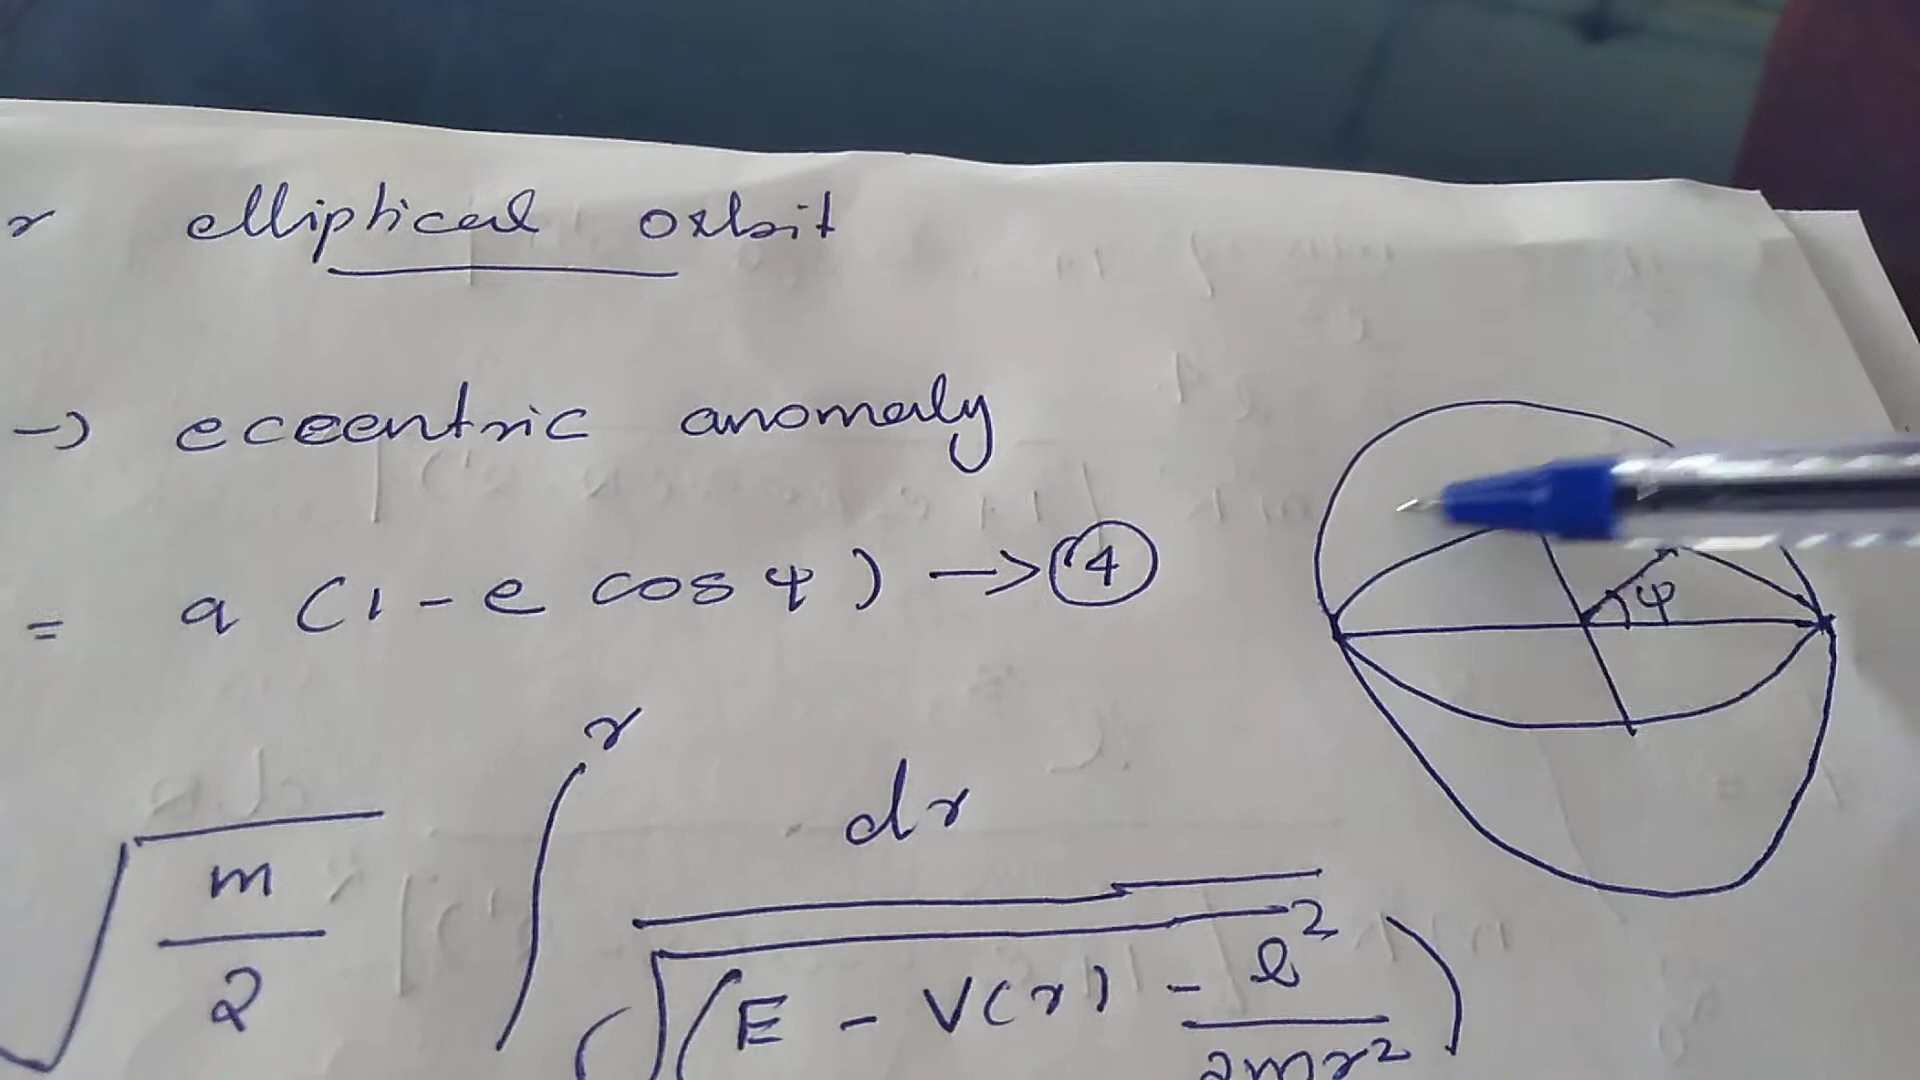 r elliptical orbit
→ eccentric anomaly
= a (1 - e cos ψ) → (4)
ψ
√(m/2) ∫^r dr / (√(E - V(r) - l²/2mr²))